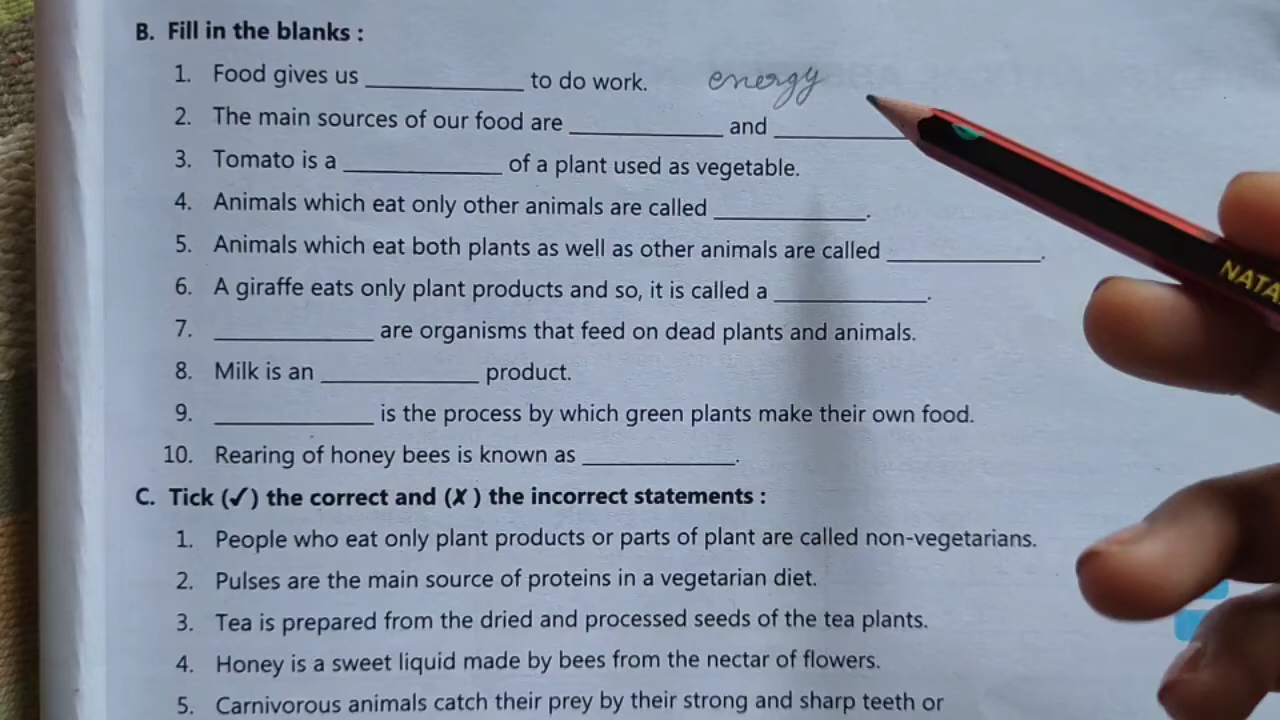 B. Fill in the blanks :
1. Food gives us ____________ to do work. energy
2. The main sources of our food are ____________ and ____________
3. Tomato is a ____________ of a plant used as vegetable.
4. Animals which eat only other animals are called ____________.
5. Animals which eat both plants as well as other animals are called ____________.
6. A giraffe eats only plant products and so, it is called a ____________.
7. ____________ are organisms that feed on dead plants and animals.
8. Milk is an ____________ product.
9. ____________ is the process by which green plants make their own food.
10. Rearing of honey bees is known as ____________.
C. Tick (✓) the correct and (✗) the incorrect statements :
1. People who eat only plant products or parts of plant are called non-vegetarians.
2. Pulses are the main source of proteins in a vegetarian diet.
3. Tea is prepared from the dried and processed seeds of the tea plants.
4. Honey is a sweet liquid made by bees from the nectar of flowers.
5. Carnivorous animals catch their prey by their strong and sharp teeth or
NATA